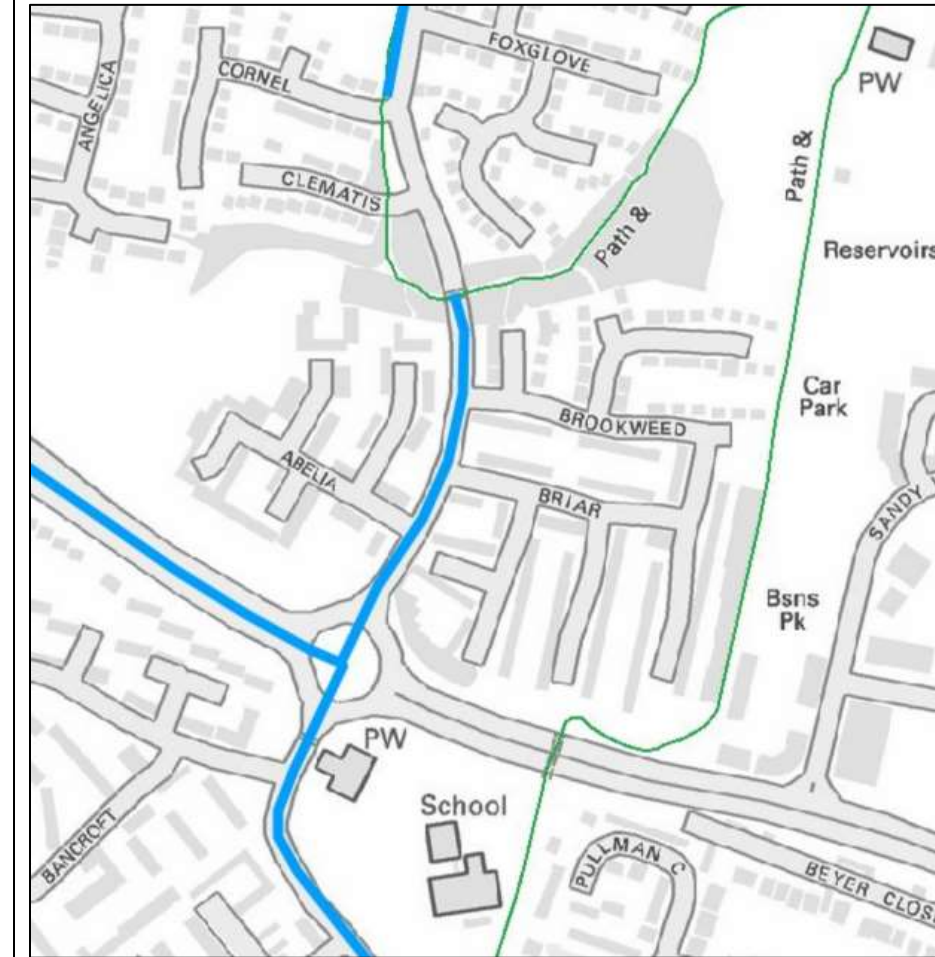 FOXGLOVE
PW
CORNEL
ANGELICA
CLEMATIS
Path &
Path &
Reservoirs
Car
Park
BROOKWEED
ABELIA
BRIAR
SANDY
Bsns
Pk
PW
School
BANCROFT
PULLMAN C
BEYER CLOS